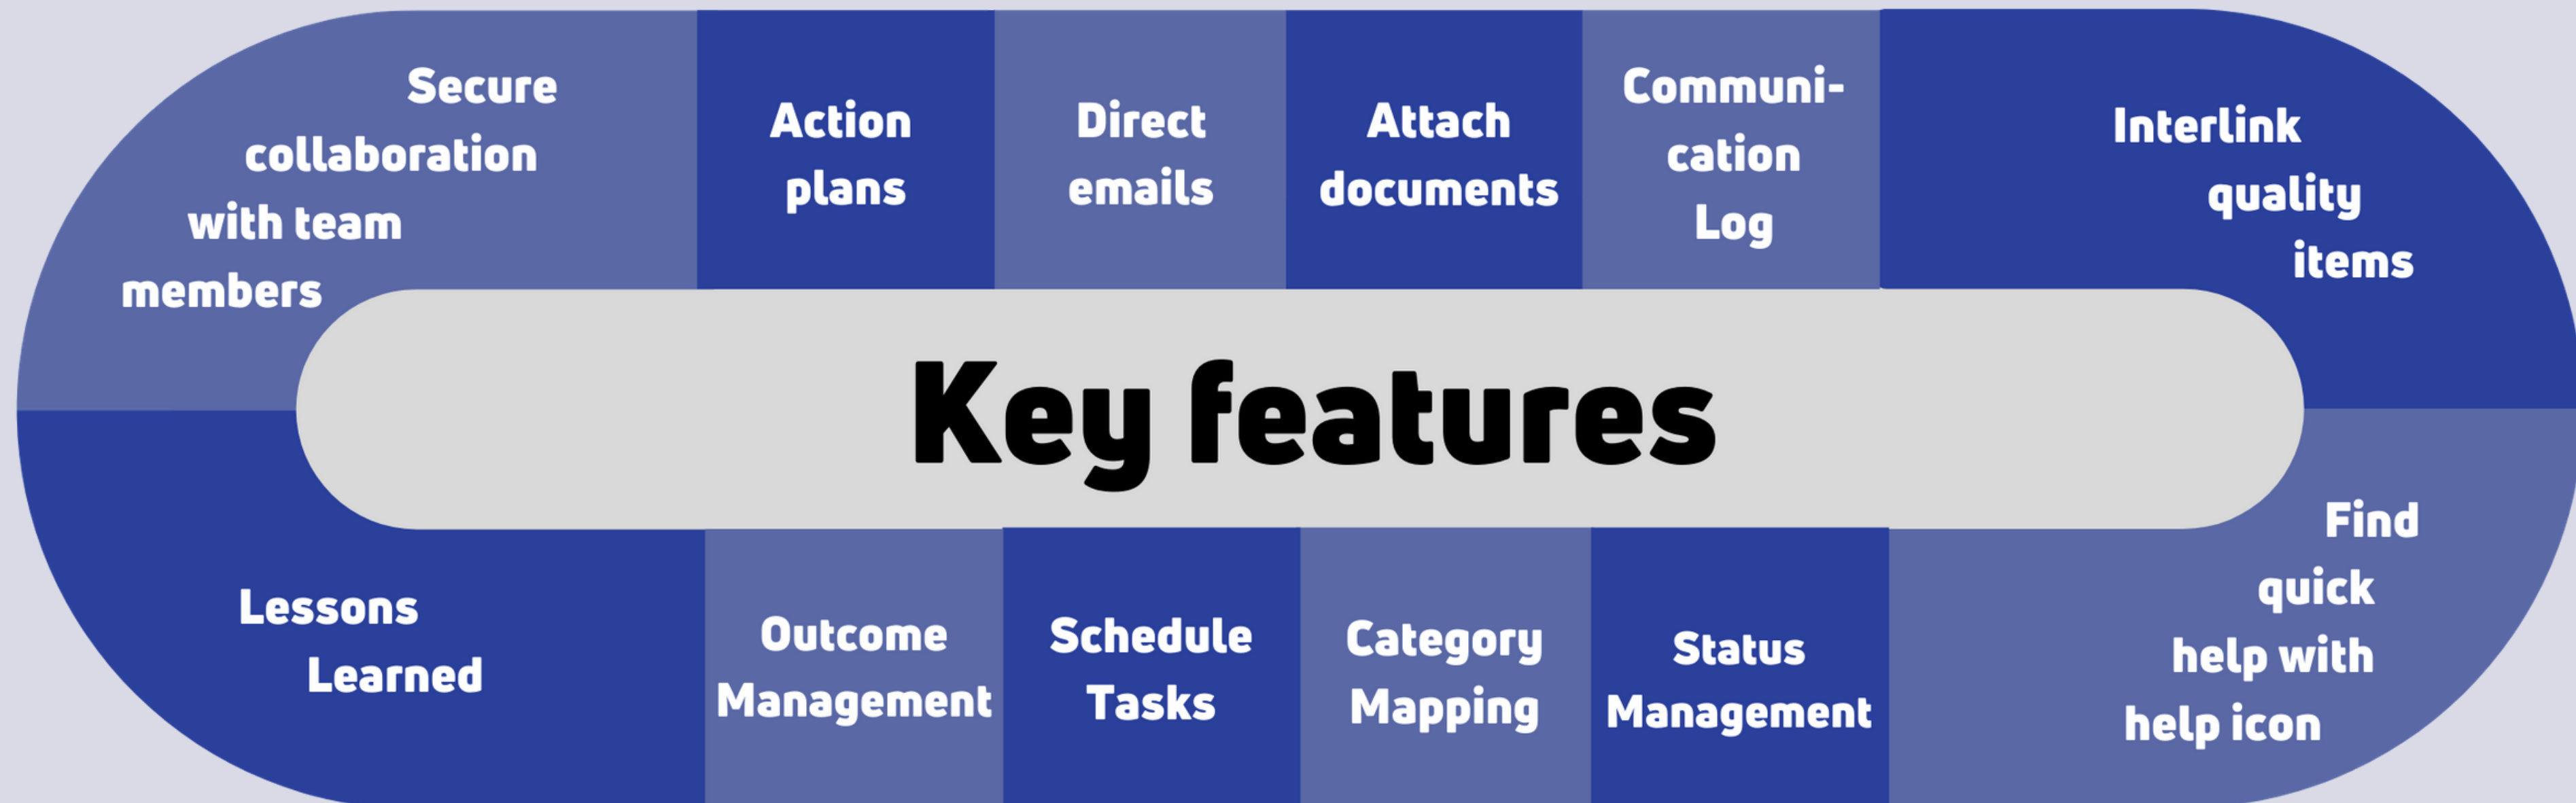 Secure
collaboration
with team
members
Action
plans
Direct
emails
Attach
documents
Communi-
cation
Log
Interlink
quality
items
Key features
Lessons
Learned
Outcome
Management
Schedule
Tasks
Category
Mapping
Status
Management
Find
quick
help with
help icon